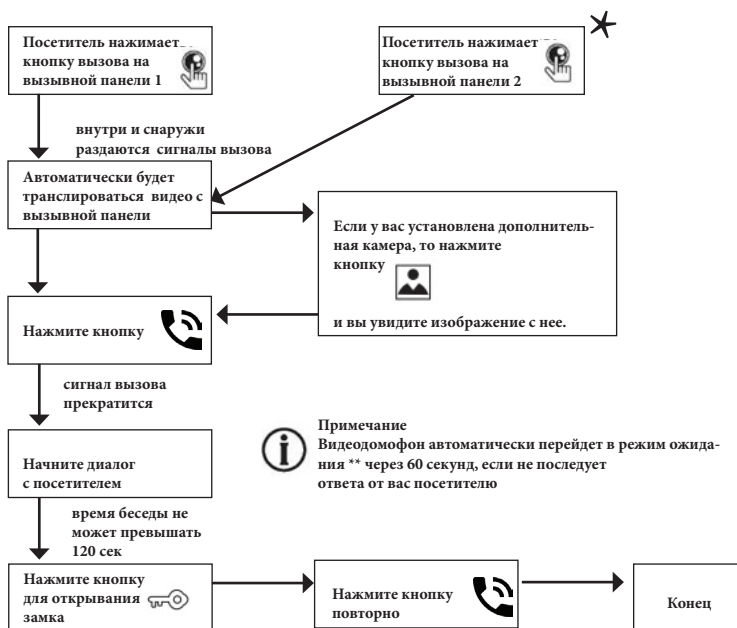 Посетитель нажимает
кнопку вызова на
вызывной панели 1
Посетитель нажимает
кнопку вызова на
вызывной панели 2
внутри и снаружи
раздаются сигналы вызова
Автоматически будет
транслироваться видео с
вызывной панели
Если у вас установлена дополнитель-
ная камера, то нажмите
кнопку
и вы увидите изображение с нее.
Нажмите кнопку
сигнал вызова
прекратится
Примечание
Видеодомофон автоматически перейдет в режим ожида-
ния ** через 60 секунд, если не последует
ответа от вас посетителю
Начните диалог
с посетителем
время беседы не
может превышать
120 сек
Нажмите кнопку
для открывания
замка
Нажмите кнопку
повторно
Конец